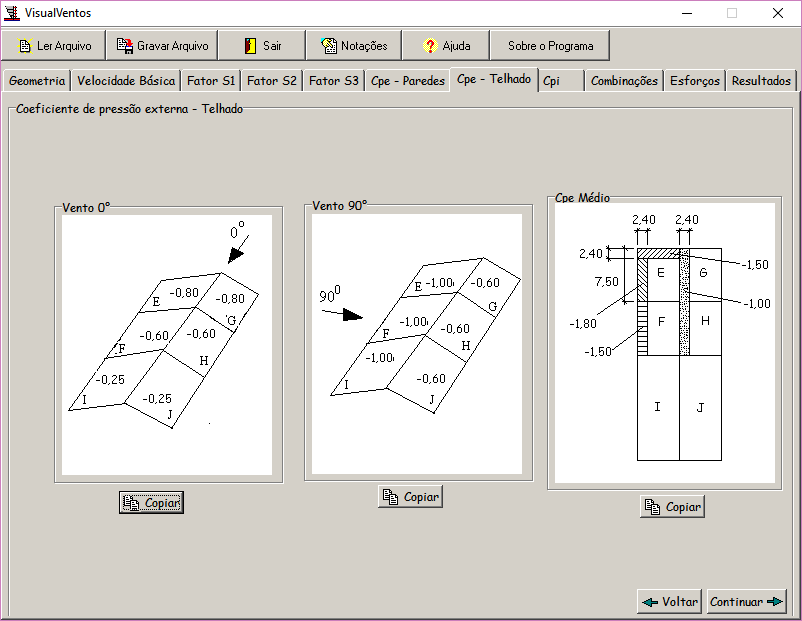 VisualVentos
Ler Arquivo Gravar Arquivo Sair Notações Ajuda Sobre o Programa
Geometria Velocidade Básica Fator S1 Fator S2 Fator S3 Cpe - Paredes Cpe - Telhado Cpi Combinações Esforços Resultados
Coeficiente de pressão externa - Telhado
Vento 0°
0°
E -0,80 -0,80
G
F -0,60 -0,60
H
-0,25
I -0,25
J
Copiar
Vento 90°
90°
E -1,00 -0,60
G
F -1,00 -0,60
H
-1,00
I -0,60
J
Copiar
Cpe Médio
2,40 2,40
2,40
7,50
E G
-1,50
-1,00
-1,80
F H
-1,50
I J
Copiar
Voltar Continuar